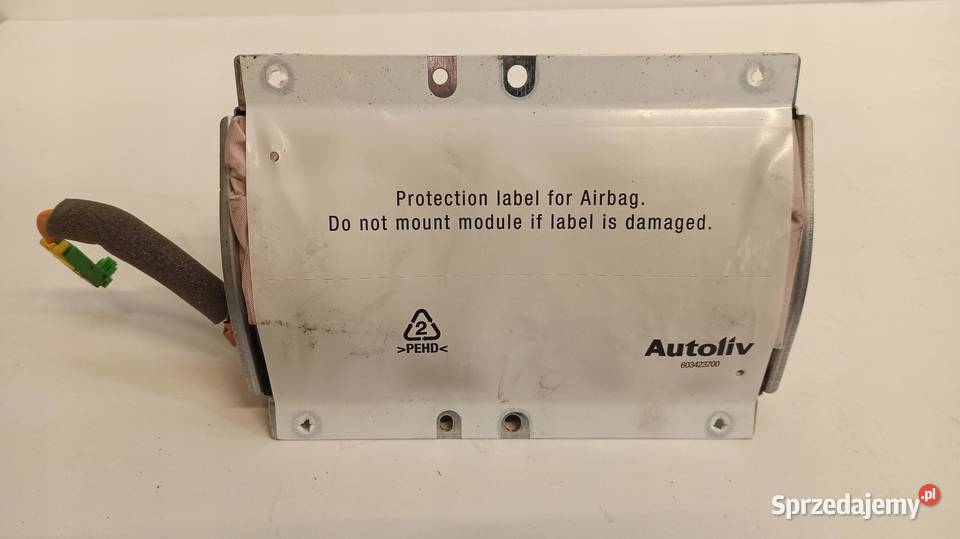 Protection label for Airbag.
Do not mount module if label is damaged.
2
>PEHD<
Autoliv
603423700
Sprzedajemy.pl